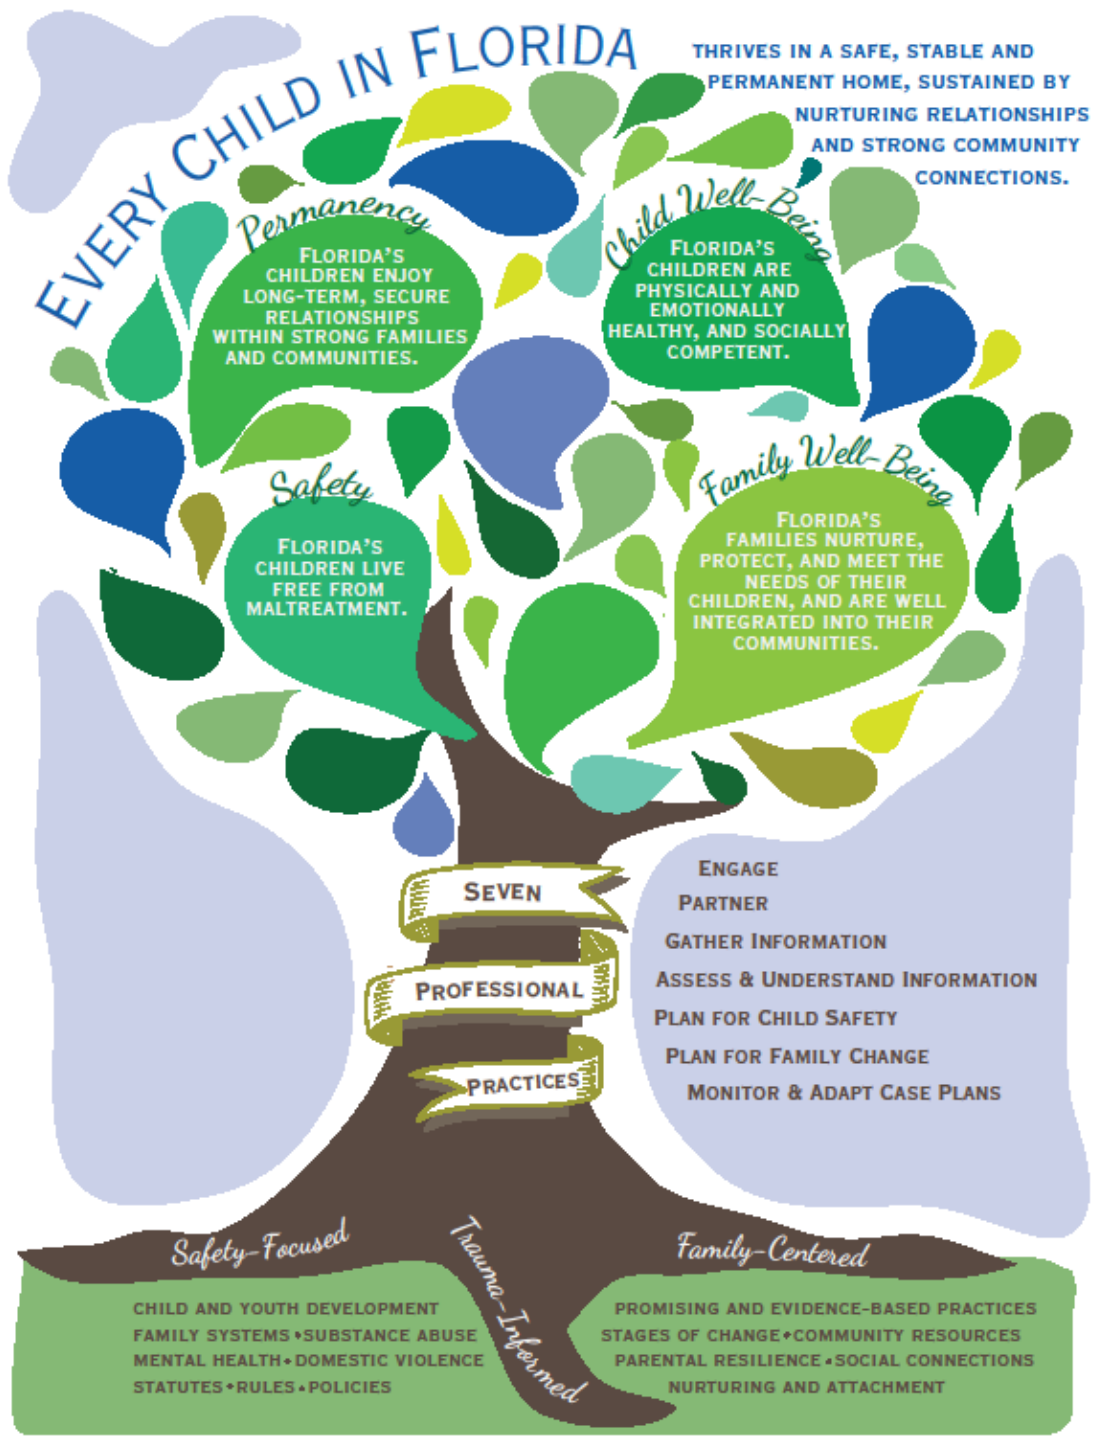 EVERY CHILD IN FLORIDA
THRIVES IN A SAFE, STABLE AND
PERMANENT HOME, SUSTAINED BY
NURTURING RELATIONSHIPS
AND STRONG COMMUNITY
CONNECTIONS.
Permanency
FLORIDA'S
CHILDREN ENJOY
LONG-TERM, SECURE
RELATIONSHIPS
WITHIN STRONG FAMILIES
AND COMMUNITIES.
Child Well-Being
FLORIDA'S
CHILDREN ARE
PHYSICALLY AND
EMOTIONALLY
HEALTHY, AND SOCIALLY
COMPETENT.
Safety
FLORIDA'S
CHILDREN LIVE
FREE FROM
MALTREATMENT.
Family Well-Being
FLORIDA'S
FAMILIES NURTURE,
PROTECT, AND MEET THE
NEEDS OF THEIR
CHILDREN, AND ARE WELL
INTEGRATED INTO THEIR
COMMUNITIES.
SEVEN
PROFESSIONAL
PRACTICES
ENGAGE
PARTNER
GATHER INFORMATION
ASSESS & UNDERSTAND INFORMATION
PLAN FOR CHILD SAFETY
PLAN FOR FAMILY CHANGE
MONITOR & ADAPT CASE PLANS
Safety-Focused
Trauma-Informed
Family-Centered
CHILD AND YOUTH DEVELOPMENT
FAMILY SYSTEMS•SUBSTANCE ABUSE
MENTAL HEALTH•DOMESTIC VIOLENCE
STATUTES•RULES•POLICIES
PROMISING AND EVIDENCE-BASED PRACTICES
STAGES OF CHANGE•COMMUNITY RESOURCES
PARENTAL RESILIENCE•SOCIAL CONNECTIONS
NURTURING AND ATTACHMENT